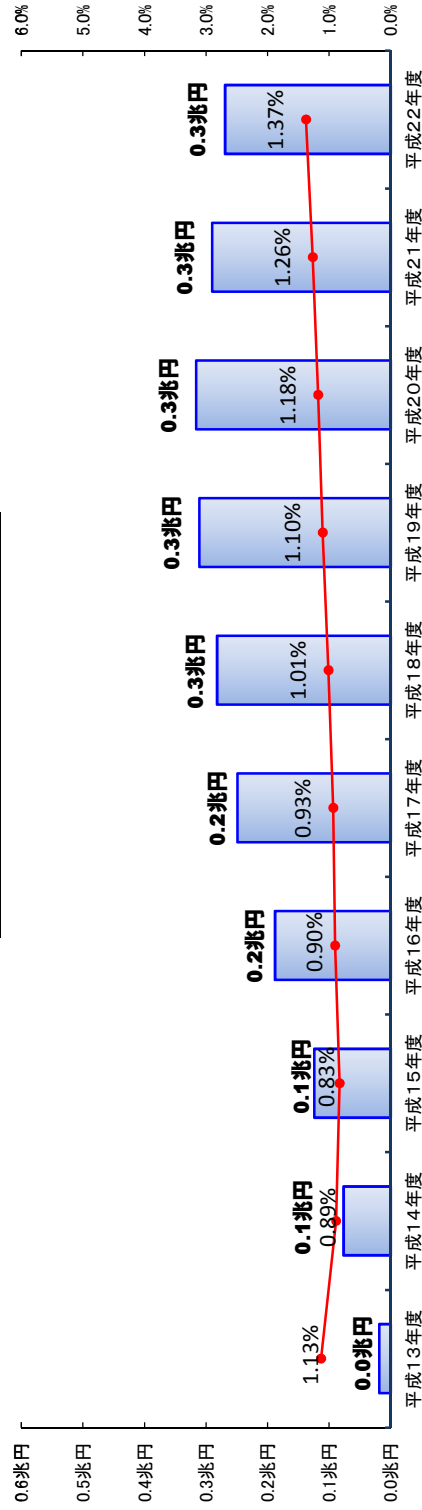 0.6兆円
0.5兆円
0.4兆円
0.3兆円
0.2兆円
0.1兆円
0.0兆円
6.0%
5.0%
4.0%
3.0%
2.0%
1.0%
0.0%
0.0兆円
0.1兆円
0.1兆円
0.2兆円
0.2兆円
0.3兆円
0.3兆円
0.3兆円
0.3兆円
0.3兆円
1.13%
0.89%
0.83%
0.90%
0.93%
1.01%
1.10%
1.18%
1.26%
1.37%
平成13年度
平成14年度
平成15年度
平成16年度
平成17年度
平成18年度
平成19年度
平成20年度
平成21年度
平成22年度